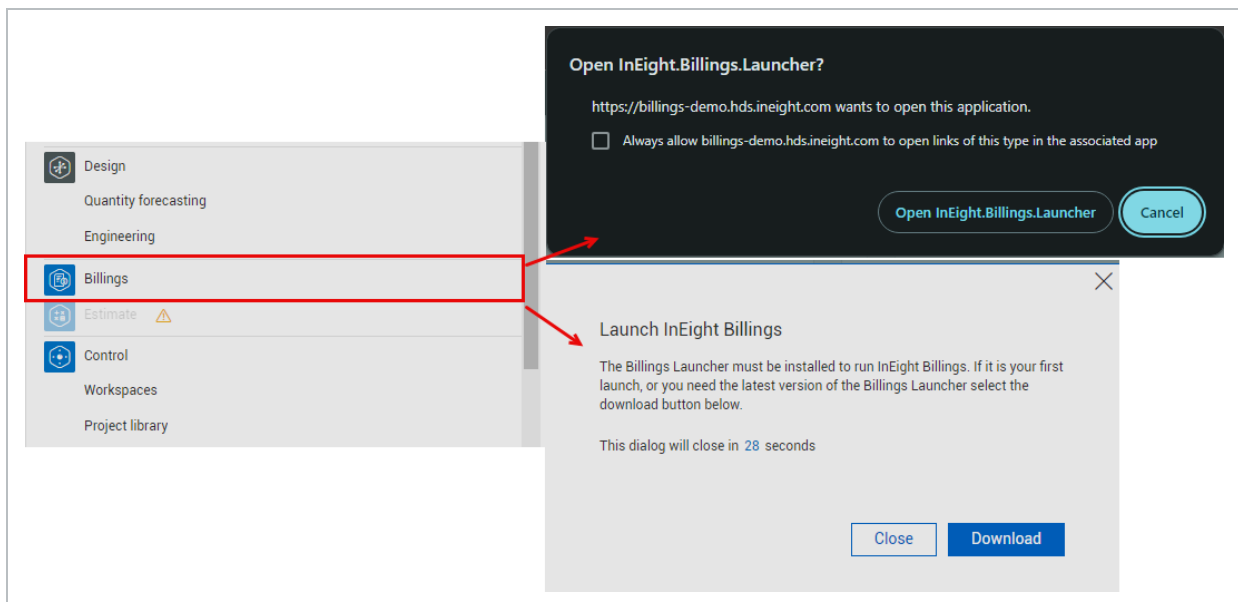 Open InEight.Billings.Launcher?
https://billings-demo.hds.ineight.com wants to open this application.
Always allow billings-demo.hds.ineight.com to open links of this type in the associated app
Open InEight.Billings.Launcher
Cancel
Design
Quantity forecasting
Engineering
Billings
Estimate
Control
Workspaces
Project library
Launch InEight Billings
The Billings Launcher must be installed to run InEight Billings. If it is your first
launch, or you need the latest version of the Billings Launcher select the
download button below.
This dialog will close in 28 seconds
Close
Download